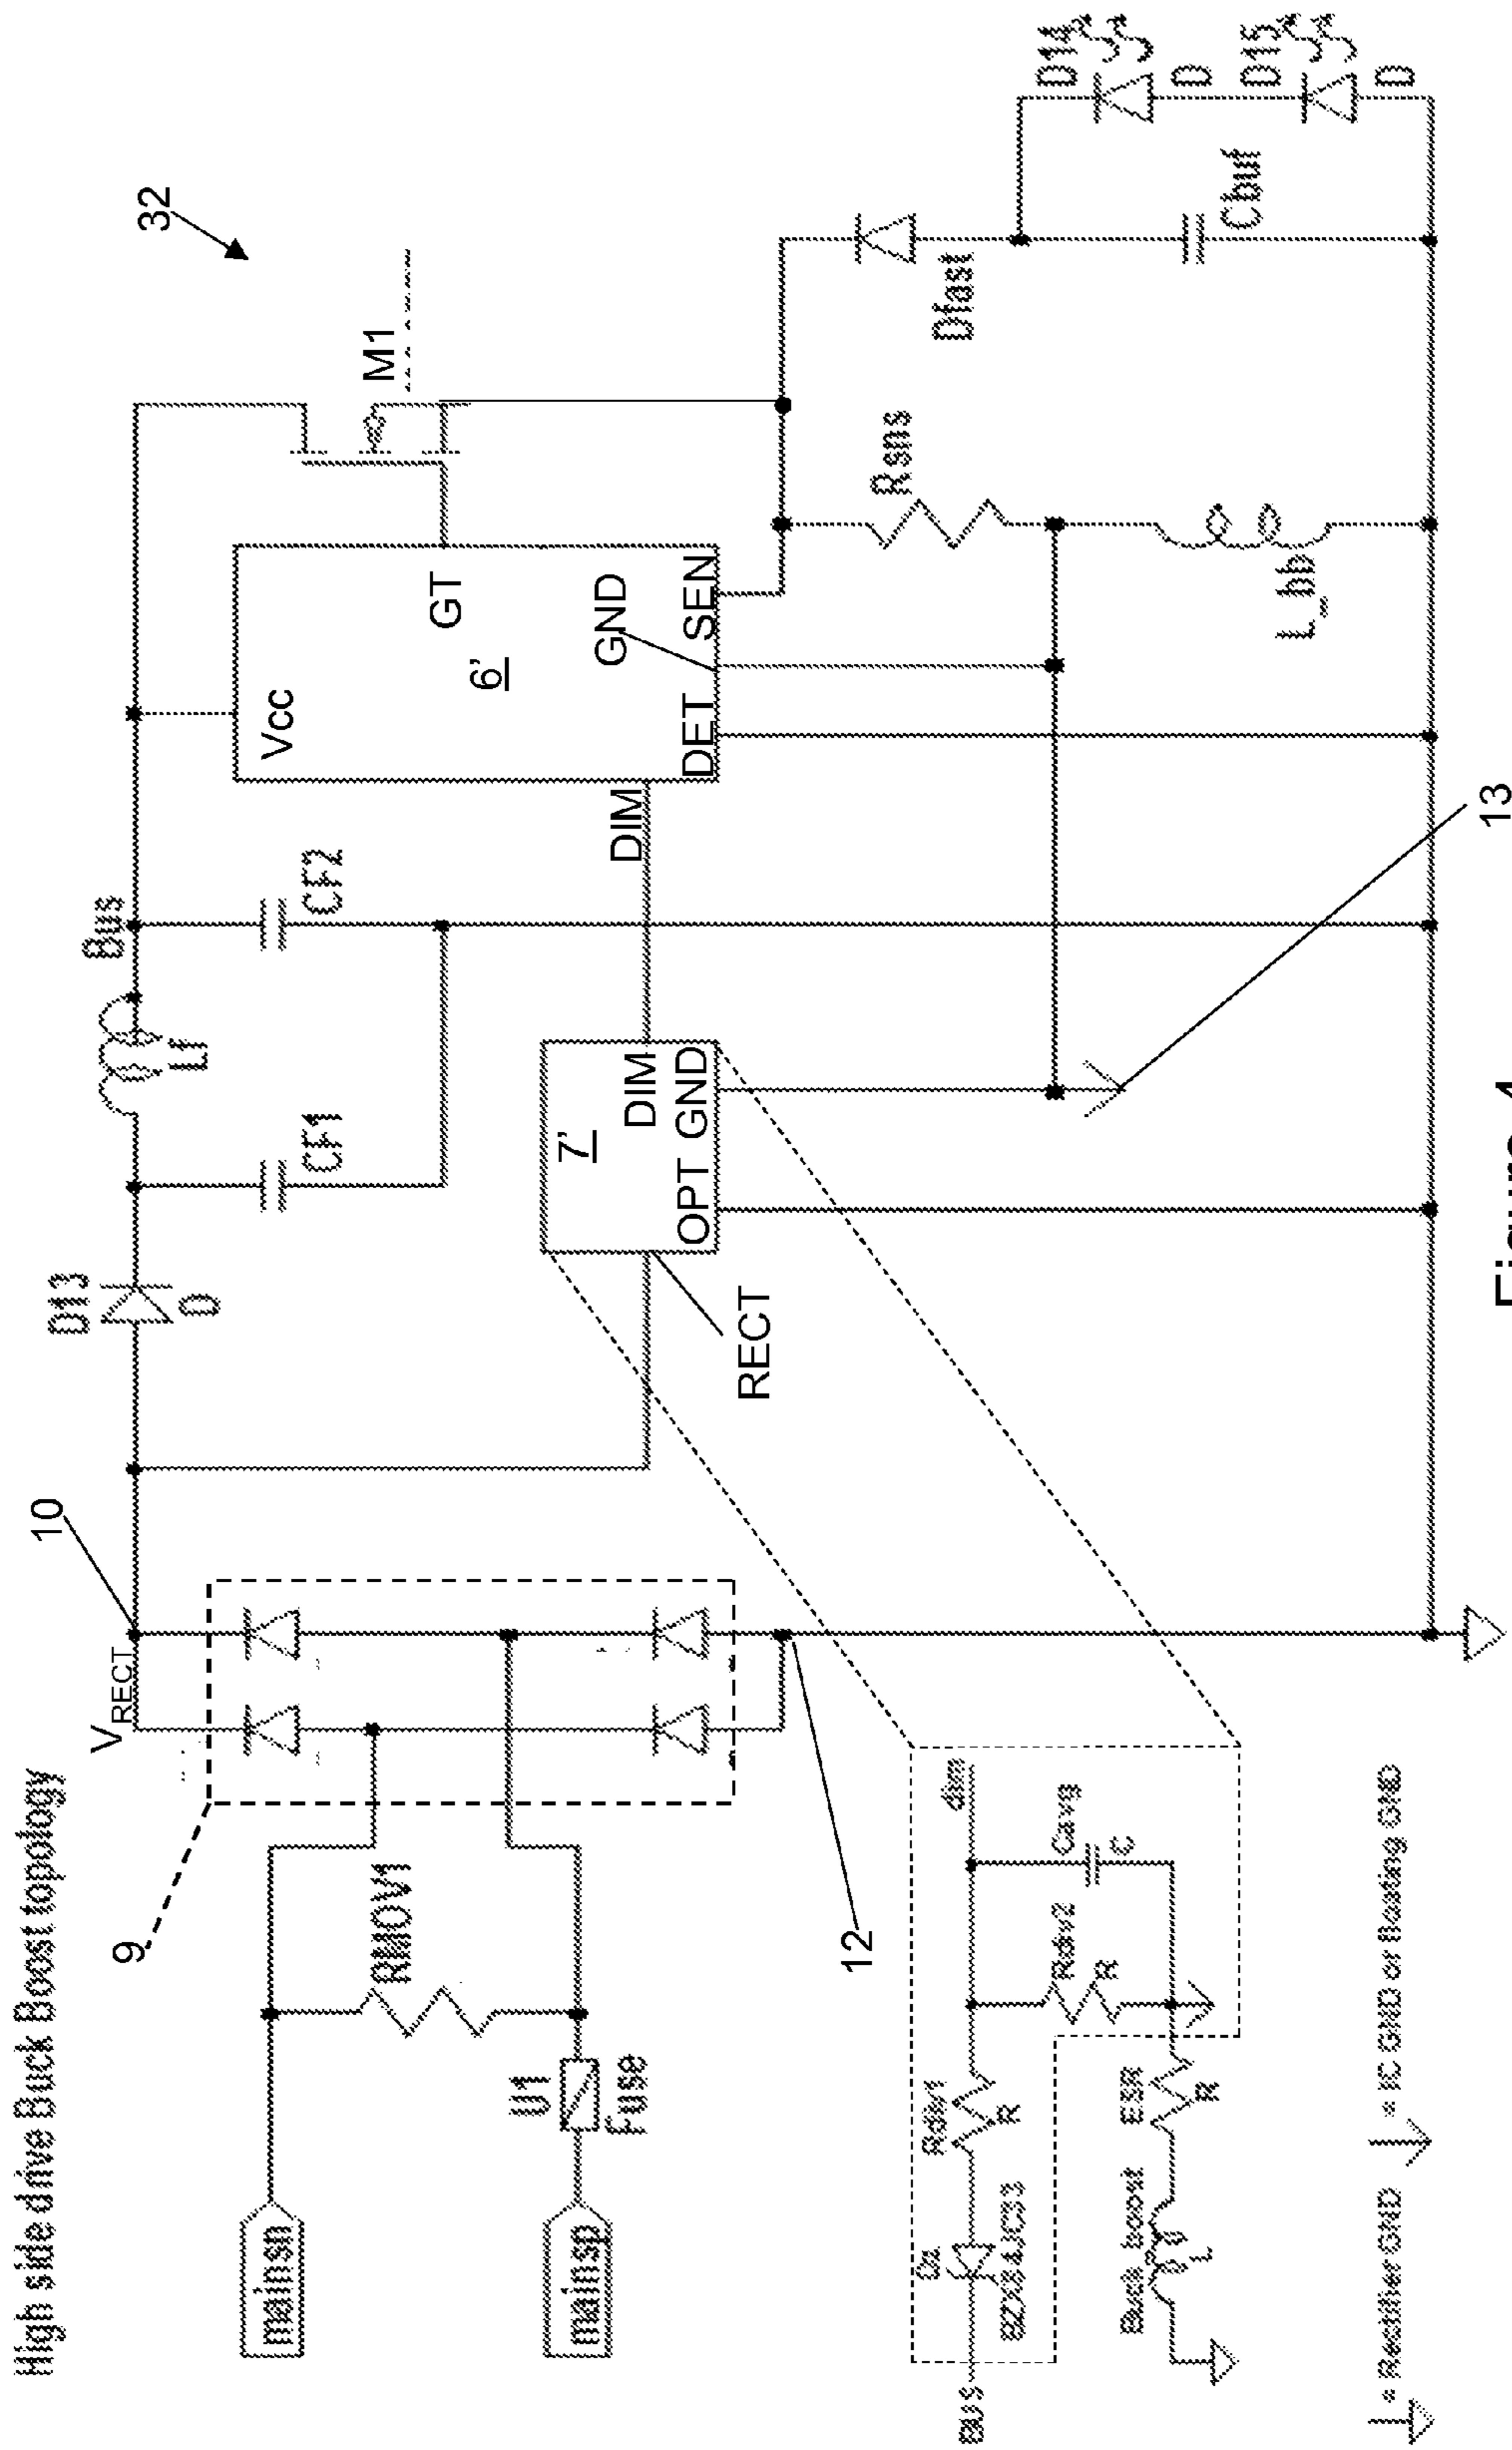 High side drive Buck Boost topology
9
mainsn
mainsp
U1
Fuse
RMOV1
VRECT
10
12
D13
D
CF1
Lf
Bus
CF2
32
M1
Vcc
GT
6'
GND
SEN
DET
DIM
7'
DIM
OPT GND
RECT
Rsns
L_bb
Dfast
Cbuf
D14
D
D15
D
13
BUS
Dz
BZX84JC33
Rdiv1
R
dim
Rdiv2
R
Cavg
C
Buck boost
L
ESR
R
= Rectifier GND
= IC GND or floating GND